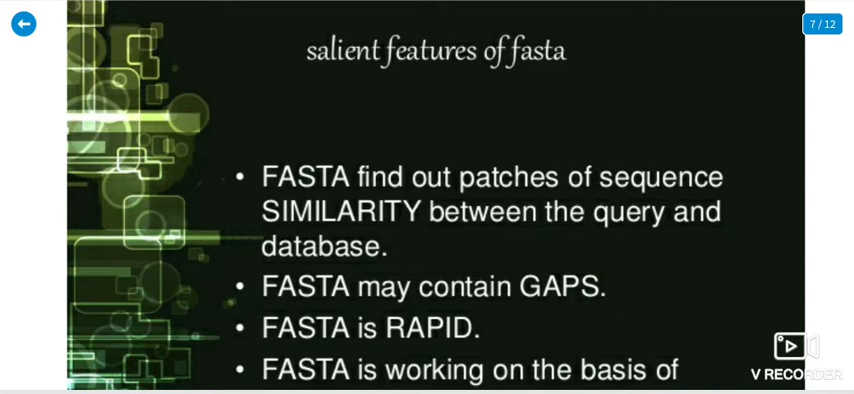 7 / 12
salient features of fasta
• FASTA find out patches of sequence
SIMILARITY between the query and
database.
• FASTA may contain GAPS.
• FASTA is RAPID.
• FASTA is working on the basis of
V RECORDER